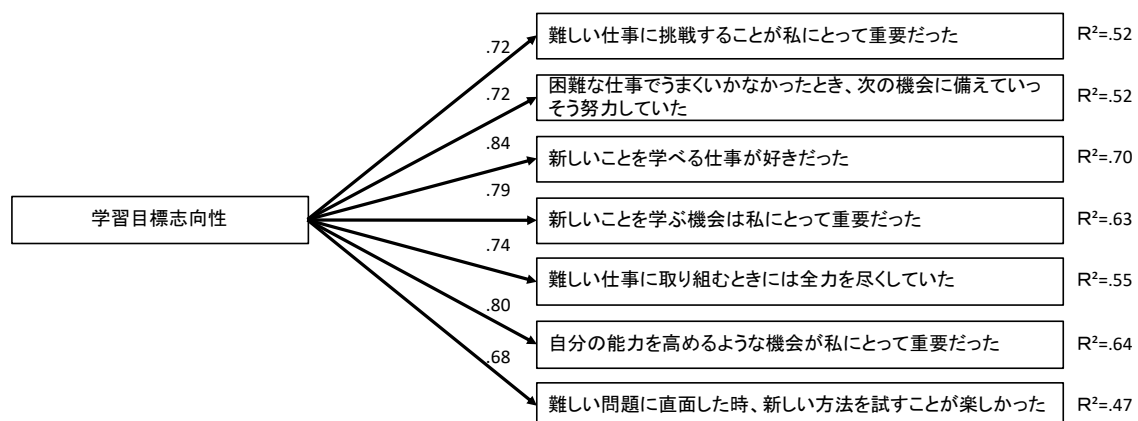 難しい仕事に挑戦することが私にとって重要だった
R²=.52
.72
困難な仕事でうまくいかなかったとき、次の機会に備えていっ
そう努力していた
R²=.52
.72
新しいことを学べる仕事が好きだった
R²=.70
.84
学習目標志向性
新しいことを学ぶ機会は私にとって重要だった
R²=.63
.79
難しい仕事に取り組むときには全力を尽くしていた
R²=.55
.74
自分の能力を高めるような機会が私にとって重要だった
R²=.64
.80
難しい問題に直面した時、新しい方法を試すことが楽しかった
R²=.47
.68